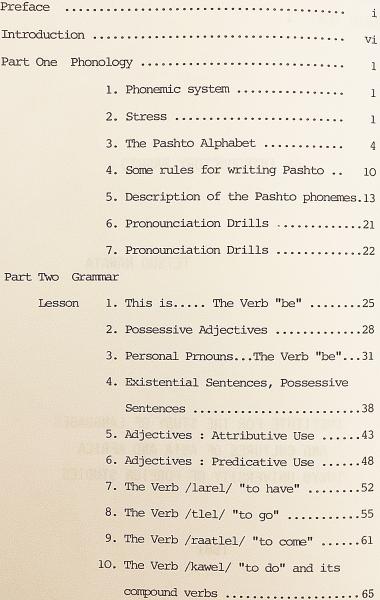 Preface ........................................ i
Introduction ................................... vi
Part One Phonology ............................. 1
1. Phonemic system ................ 1
2. Stress ......................... 1
3. The Pashto Alphabet ............ 4
4. Some rules for writing Pashto .. 10
5. Description of the Pashto phonemes.13
6. Pronounciation Drills ............21
7. Pronounciation Drills ............22
Part Two Grammar
Lesson 1. This is..... The Verb "be" ........25
2. Possessive Adjectives ............28
3. Personal Prnouns...The Verb "be"...31
4. Existential Sentences, Possessive
Sentences ........................38
5. Adjectives : Attributive Use .....43
6. Adjectives : Predicative Use .....48
7. The Verb /larel/ "to have" .......52
8. The Verb /tlel/ "to go" ..........55
9. The Verb /raatlel/ "to come" .....61
10. The Verb /kawel/ "to do" and its
compound verbs ...................65